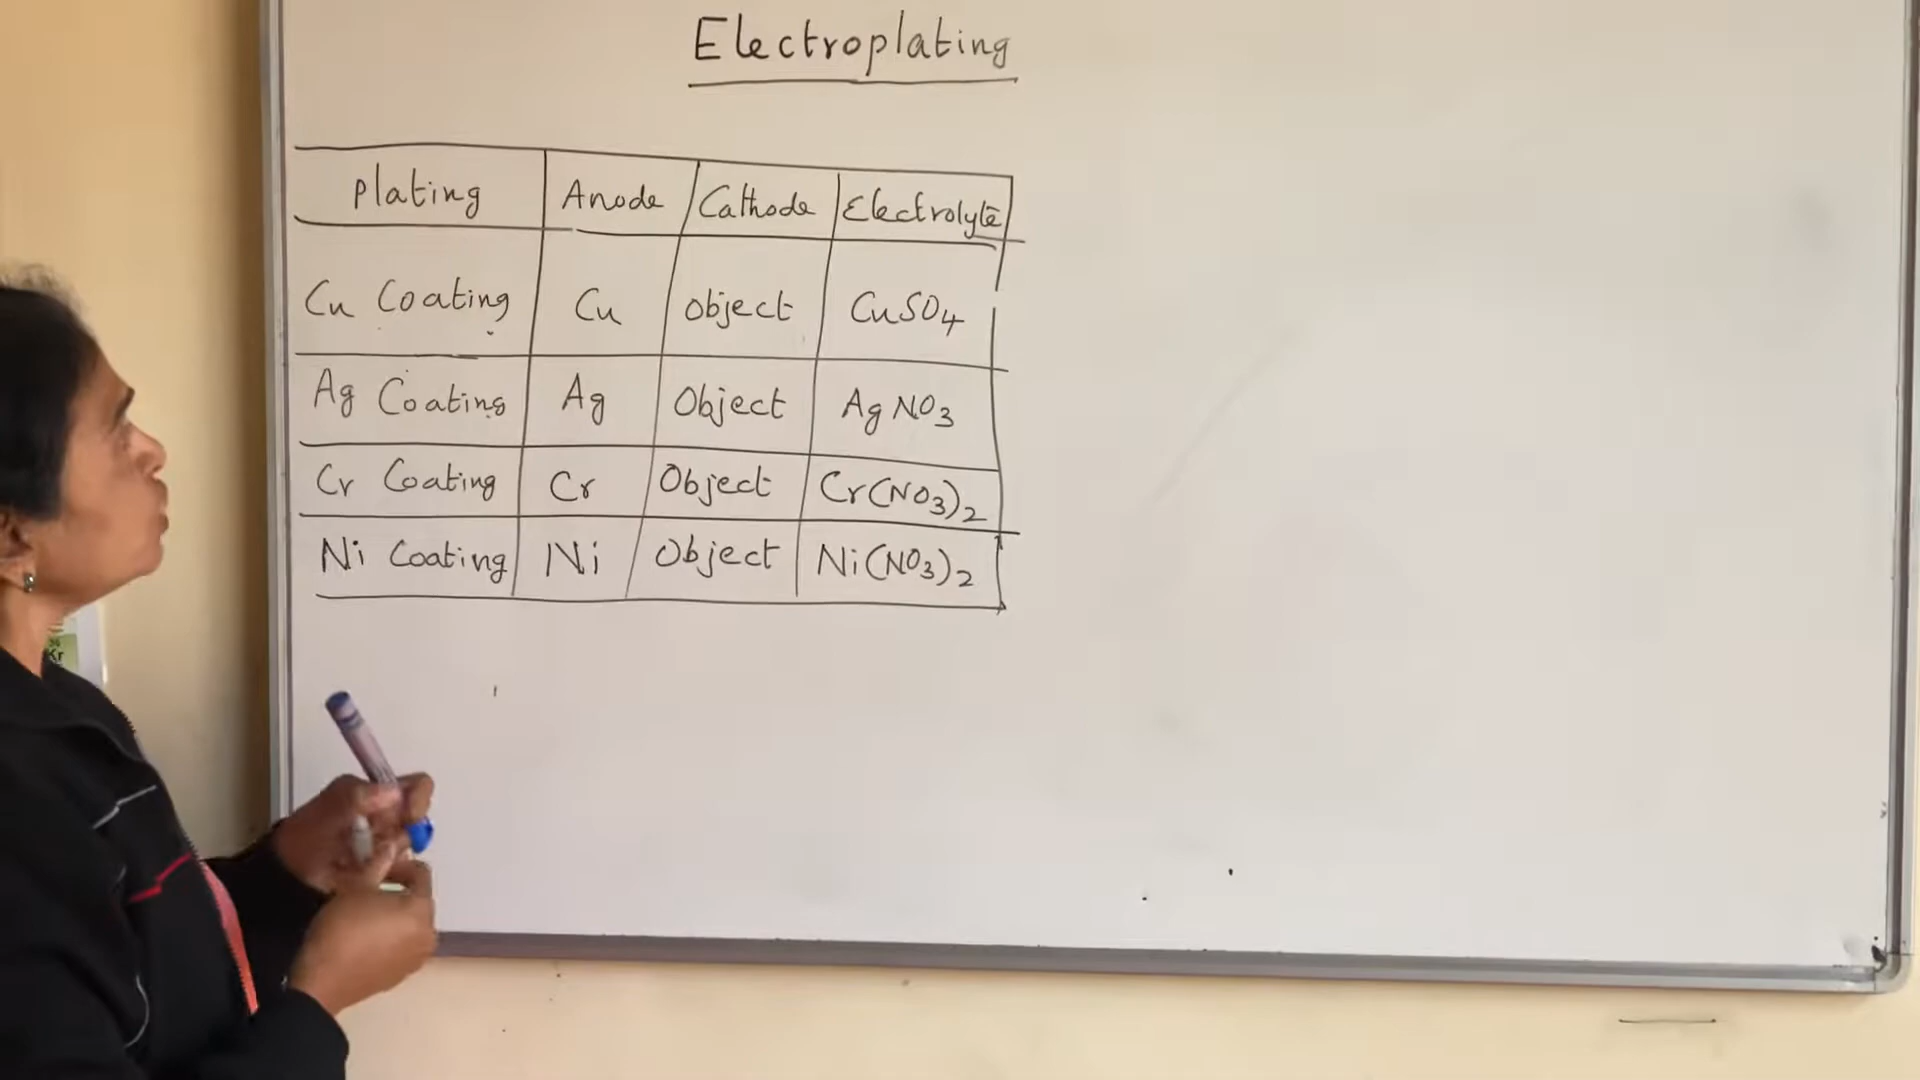 Electroplating
Plating Anode Cathode Electrolyte
Cu Coating Cu Object CuSO4
Ag Coating Ag Object AgNO3
Cr Coating Cr Object Cr(NO3)2
Ni Coating Ni Object Ni(NO3)2
Kr